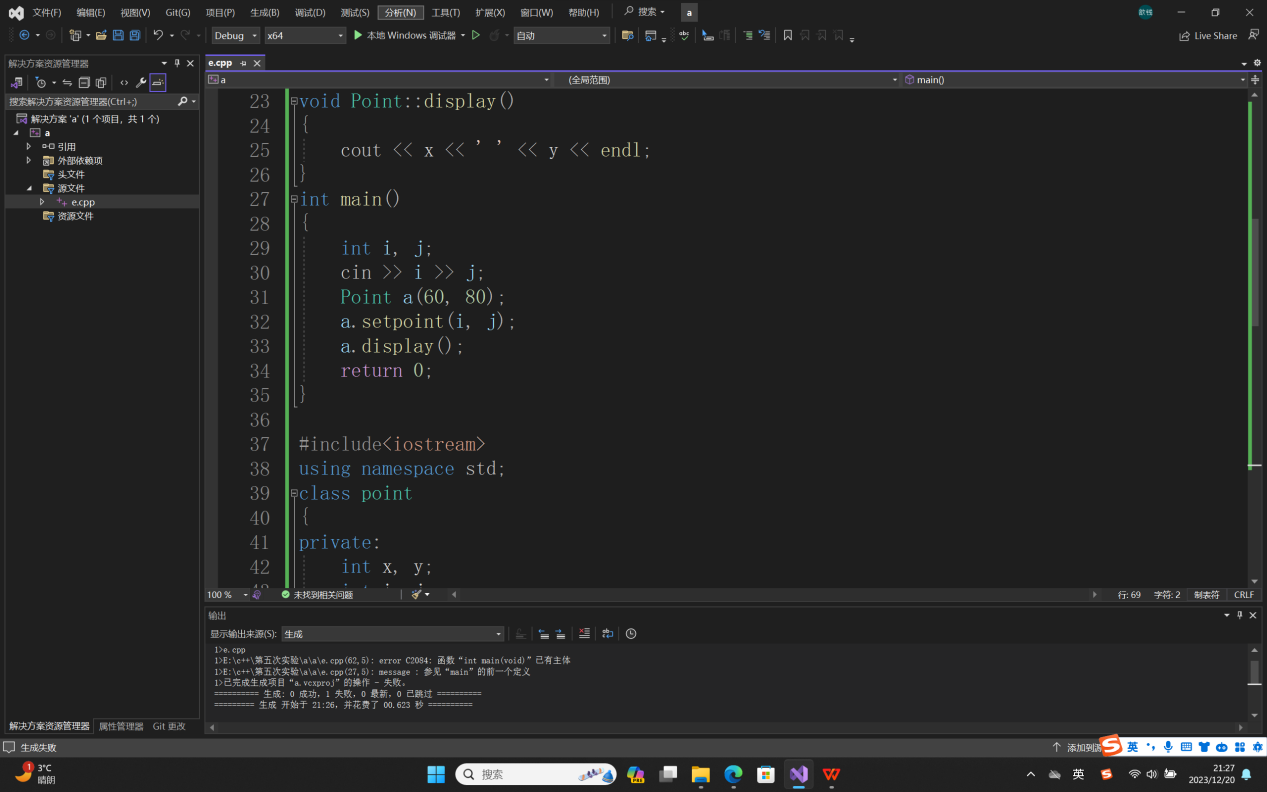 文件(F) 编辑(E) 视图(V) Git(G) 项目(P) 生成(B) 调试(D) 测试(S) 分析(N) 工具(T) 扩展(X) 窗口(W) 帮助(H) 搜索 a
Debug x64 本地 Windows 调试器 自动 Live Share
解决方案资源管理器
搜索解决方案资源管理器(Ctrl+;)
解决方案 'a' (1 个项目，共 1 个)
a
引用
外部依赖项
头文件
源文件
e.cpp
资源文件
e.cpp
a (全局范围) main()
23 void Point::display()
24 {
25 cout << x << ' ' << y << endl;
26 }
27 int main()
28 {
29 int i, j;
30 cin >> i >> j;
31 Point a(60, 80);
32 a.setpoint(i, j);
33 a.display();
34 return 0;
35 }
36
37 #include<iostream>
38 using namespace std;
39 class point
40 {
41 private:
42 int x, y;
100 % 未找到相关问题 行: 69 字符: 2 制表符 CRLF
输出
显示输出来源(S): 生成
1>e.cpp
1>E:\c++\第五次实验\a\a\e.cpp(62,5): error C2084: 函数“int main(void)”已有主体
1>E:\c++\第五次实验\a\a\e.cpp(27,5): message : 参见“main”的前一个定义
1>已完成生成项目“a.vcxproj”的操作 - 失败。
========== 生成: 0 成功，1 失败，0 最新，0 已跳过 ==========
========= 生成 开始于 21:26，并花费了 00.623 秒 ==========
解决方案资源管理器 属性管理器 Git 更改
生成失败 添加到源
英
1 3°C
晴朗
搜索
英
21:27
2023/12/20